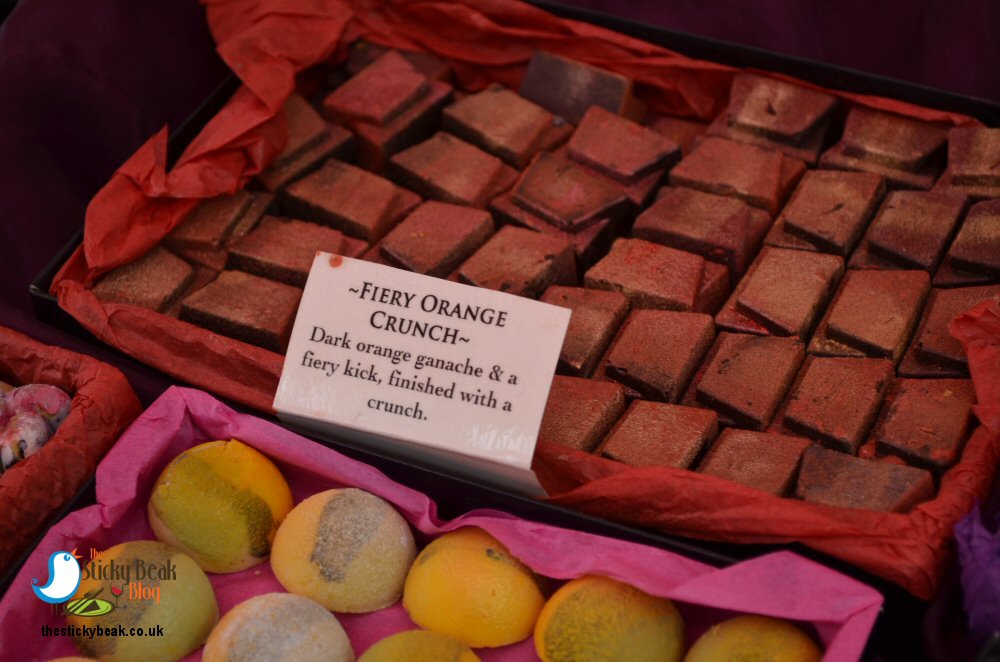 ~Fiery Orange
Crunch~
Dark orange ganache & a
fiery kick, finished with a
crunch.
The
Sticky Beak
Blog
thestickybeak.co.uk